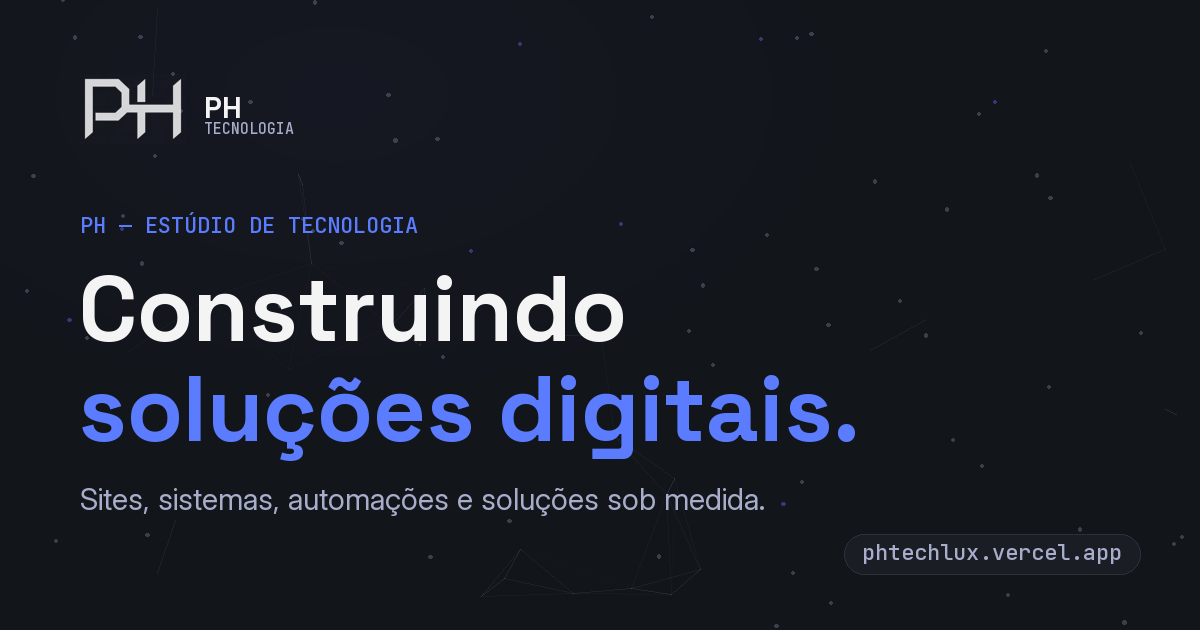 PH
PH
TECNOLOGIA
PH — ESTÚDIO DE TECNOLOGIA
Construindo
soluções digitais.
Sites, sistemas, automações e soluções sob medida.
phtechlux.vercel.app